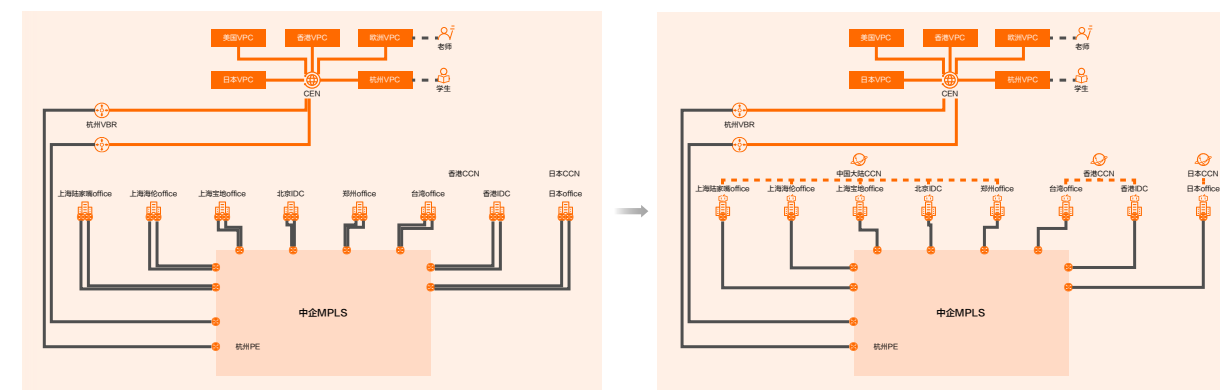 美国VPC
香港VPC
欧洲VPC
老师
日本VPC
杭州VPC
学生
CEN
杭州VBR
香港CCN
日本CCN
上海陆家嘴office
上海海伦office
上海宝地office
北京IDC
郑州office
台湾office
香港IDC
日本office
中企MPLS
杭州PE
美国VPC
香港VPC
欧洲VPC
老师
日本VPC
杭州VPC
学生
CEN
杭州VBR
中国大陆CCN
香港CCN
日本CCN
上海陆家嘴office
上海海伦office
上海宝地office
北京IDC
郑州office
台湾office
香港IDC
日本office
中企MPLS
杭州PE